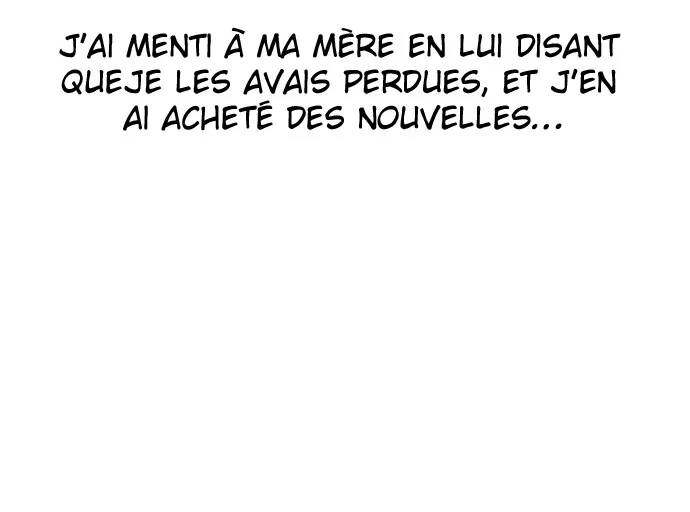 J'AI MENTI À MA MÈRE EN LUI DISANT
QUEJE LES AVAIS PERDUES, ET J'EN
AI ACHETÉ DES NOUVELLES...